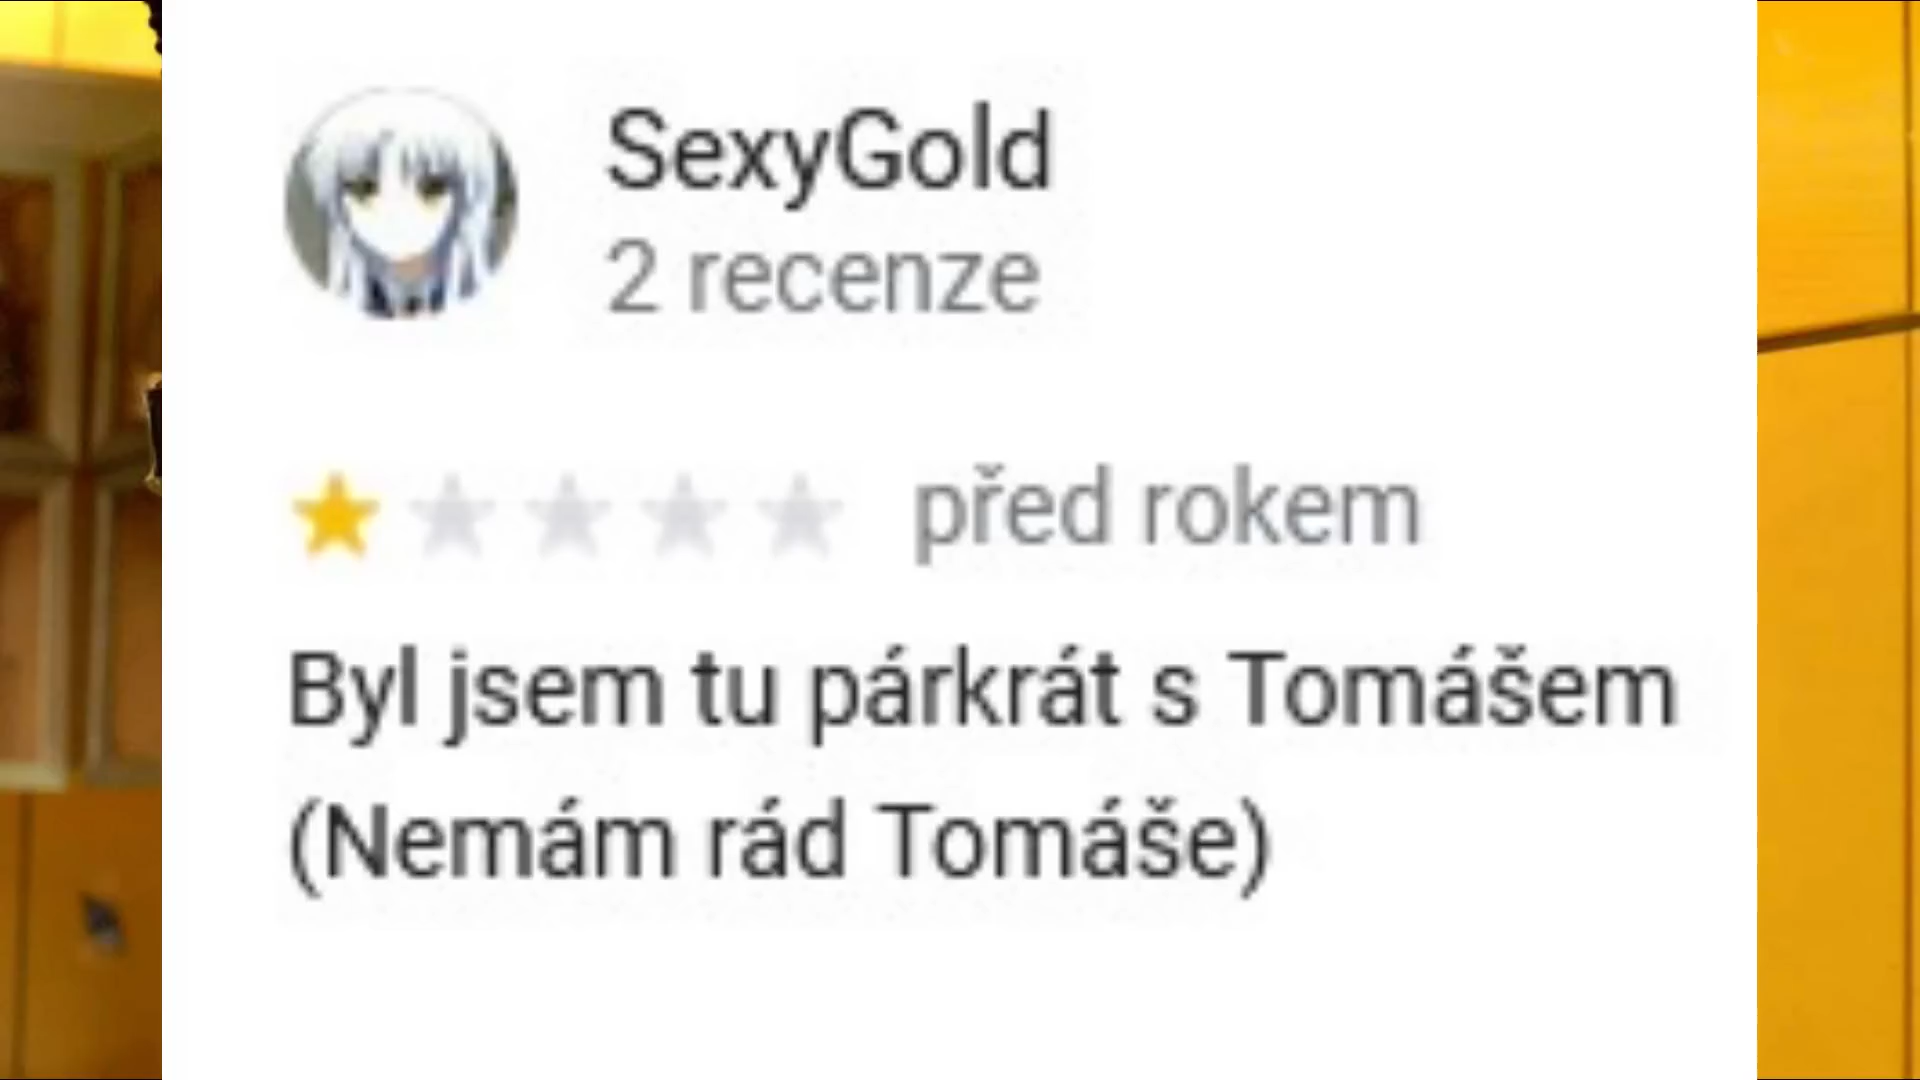 SexyGold
2 recenze
před rokem
Byl jsem tu párkrát s Tomášem
(Nemám rád Tomáše)